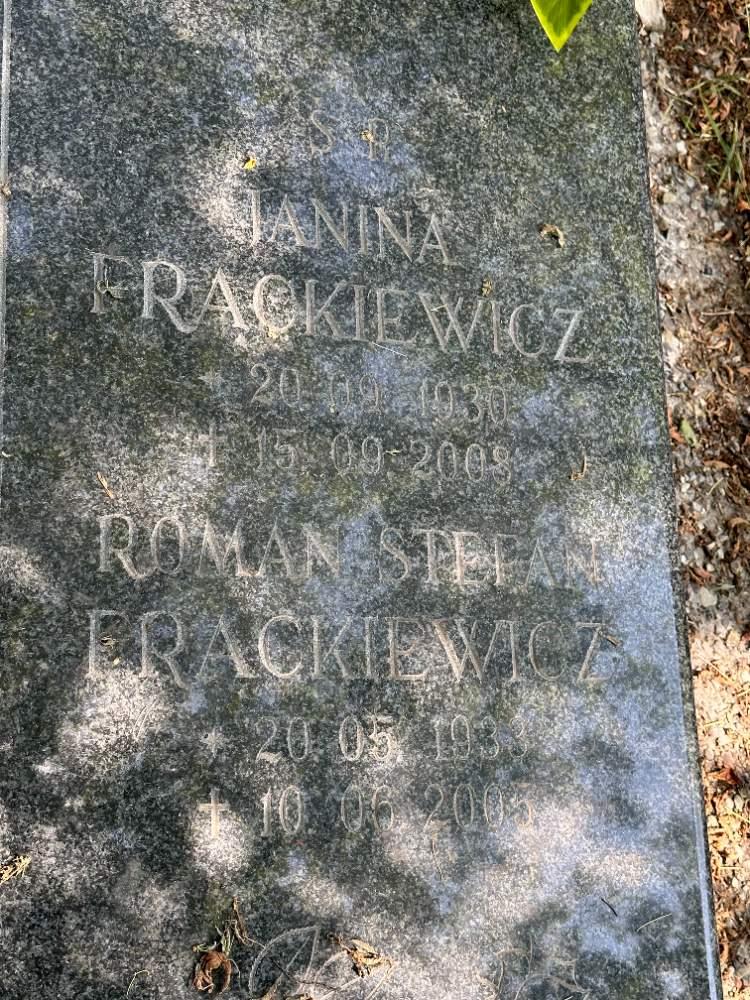 Ś P.
JANINA
FRĄCKIEWICZ
* 20 09 1930
† 15 09 2008
ROMAN STEFAN
FRĄCKIEWICZ
* 20 05 1933
† 10 06 2005